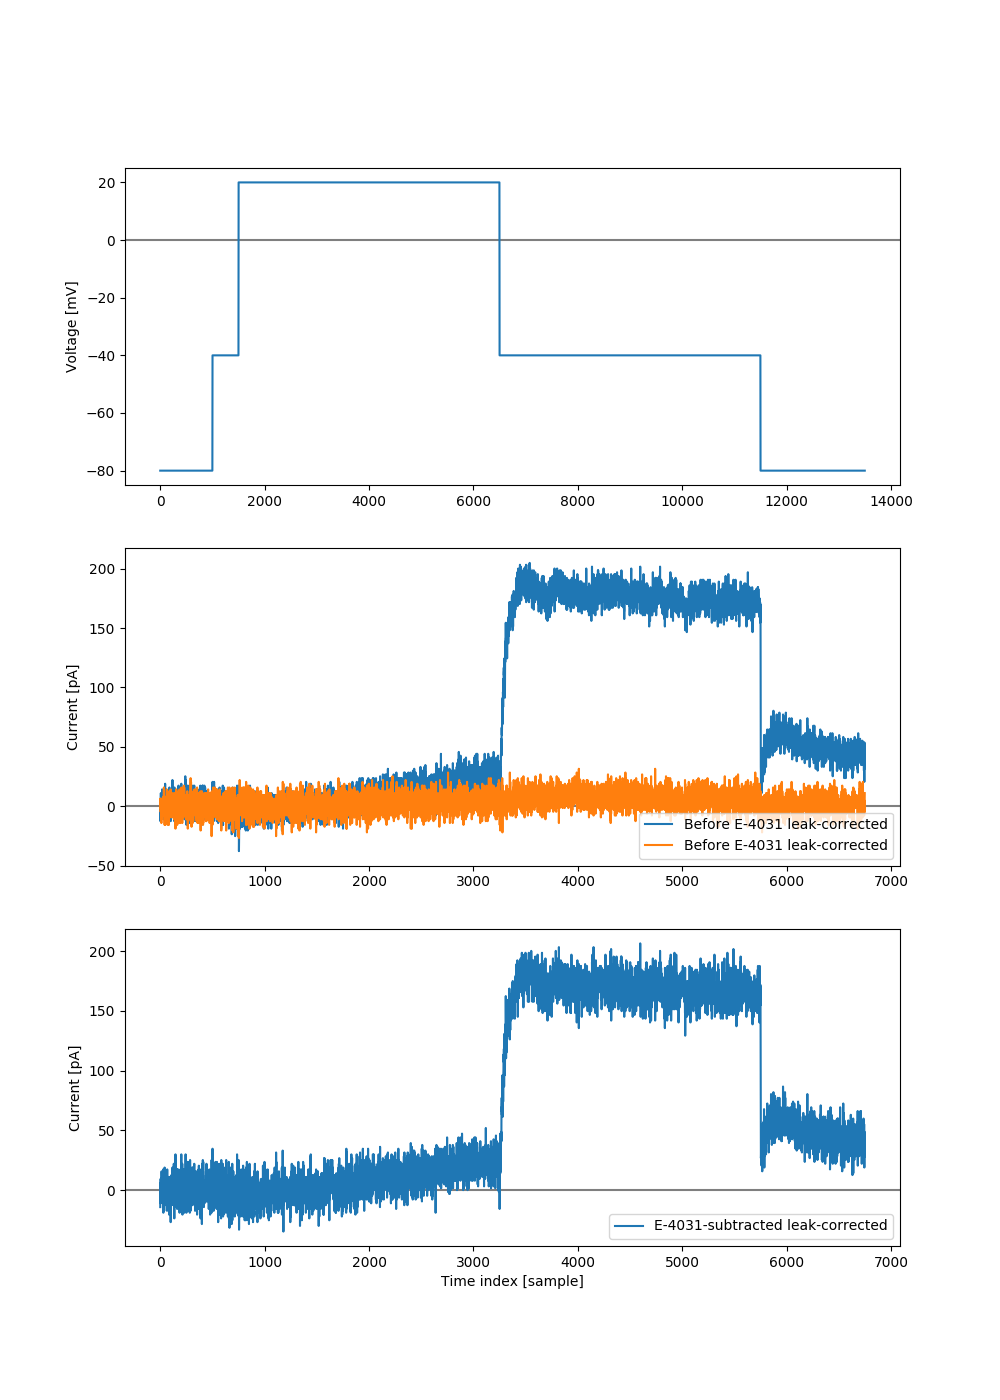 20
0
−20
−40
−60
−80
Voltage [mV]
0 2000 4000 6000 8000 10000 12000 14000
200
150
100
50
0
−50
Current [pA]
Before E-4031 leak-corrected
Before E-4031 leak-corrected
0 1000 2000 3000 4000 5000 6000 7000
200
150
100
50
0
Current [pA]
E-4031-subtracted leak-corrected
0 1000 2000 3000 4000 5000 6000 7000
Time index [sample]